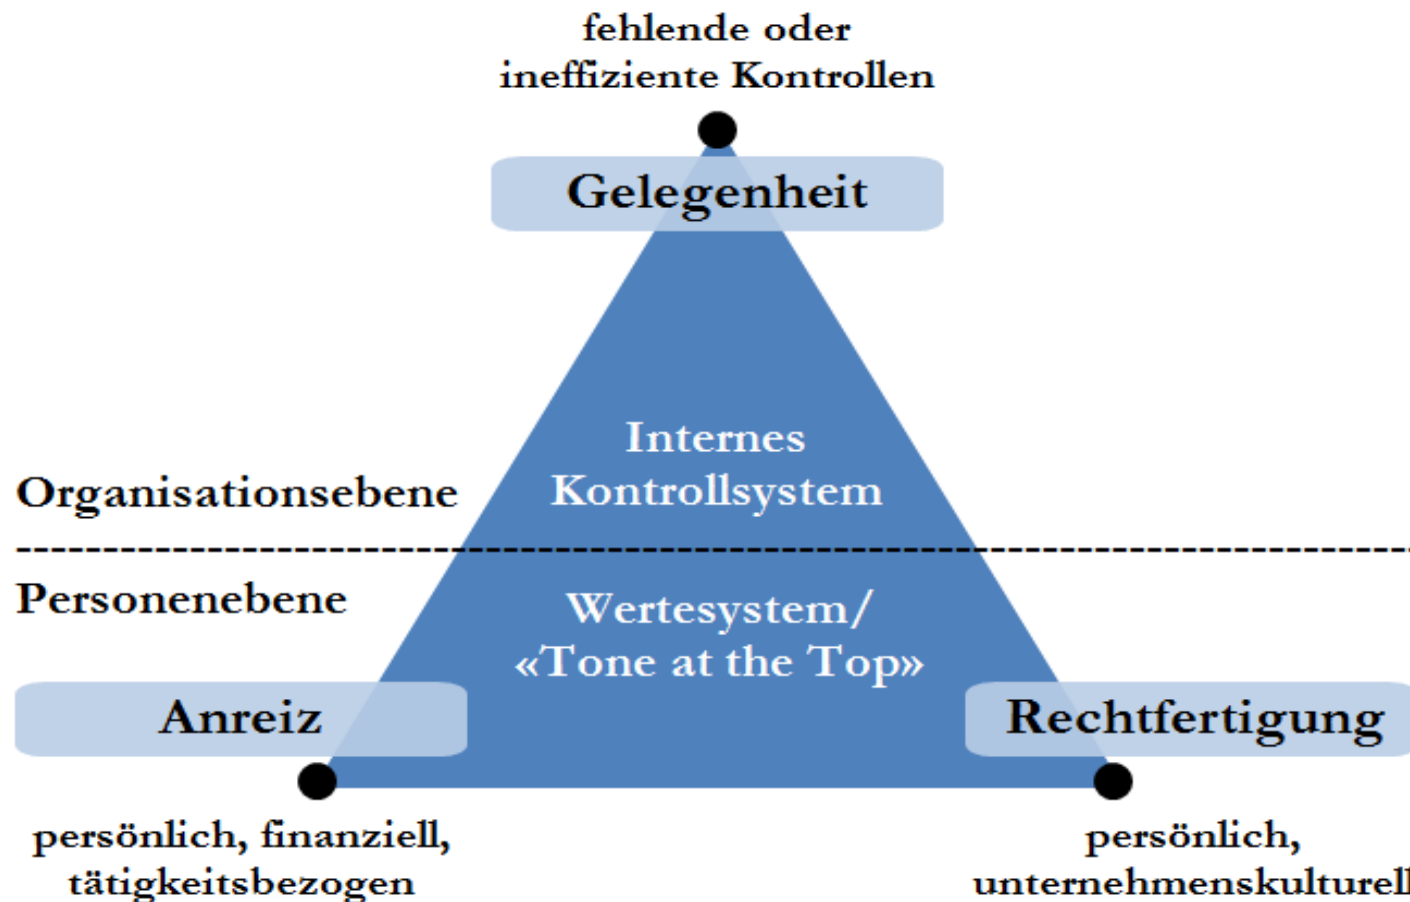 fehlende oder
ineffiziente Kontrollen
Gelegenheit
Internes
Kontrollsystem
Organisationsebene
Personenebene
Wertesystem/
«Tone at the Top»
Anreiz
Rechtfertigung
persönlich, finanziell,
tätigkeitsbezogen
persönlich,
unternehmenskulturell